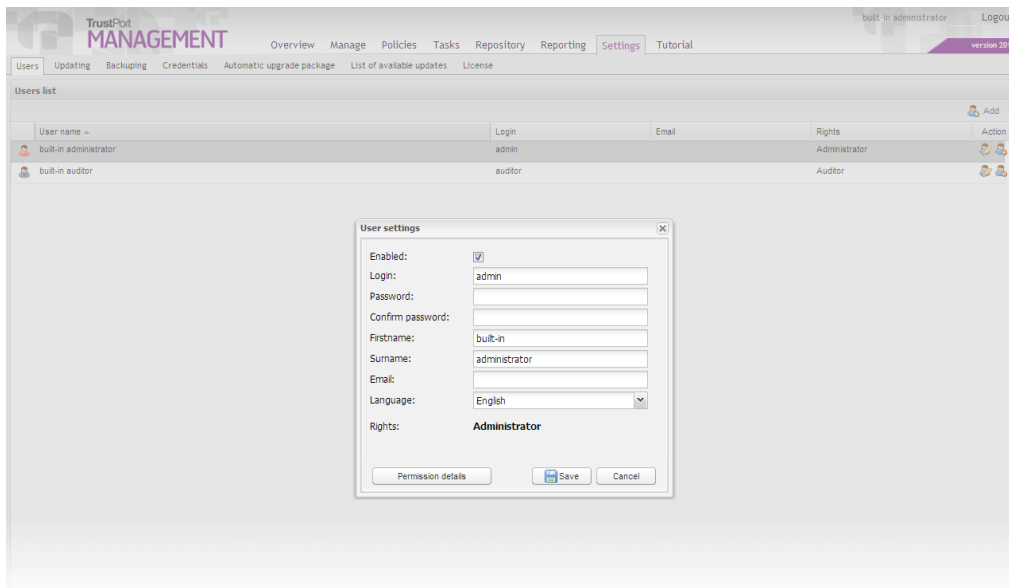 TrustPort
MANAGEMENT
built-in administrator
Logou
version 201
Overview Manage Policies Tasks Repository Reporting Settings Tutorial
Users Updating Backuping Credentials Automatic upgrade package List of available updates License
Users list
Add
User name Login Email Rights Action
built-in administrator admin Administrator
built-in auditor auditor Auditor
User settings
Enabled:
Login: admin
Password:
Confirm password:
Firstname: built-in
Surname: administrator
Email:
Language: English
Rights: Administrator
Permission details Save Cancel